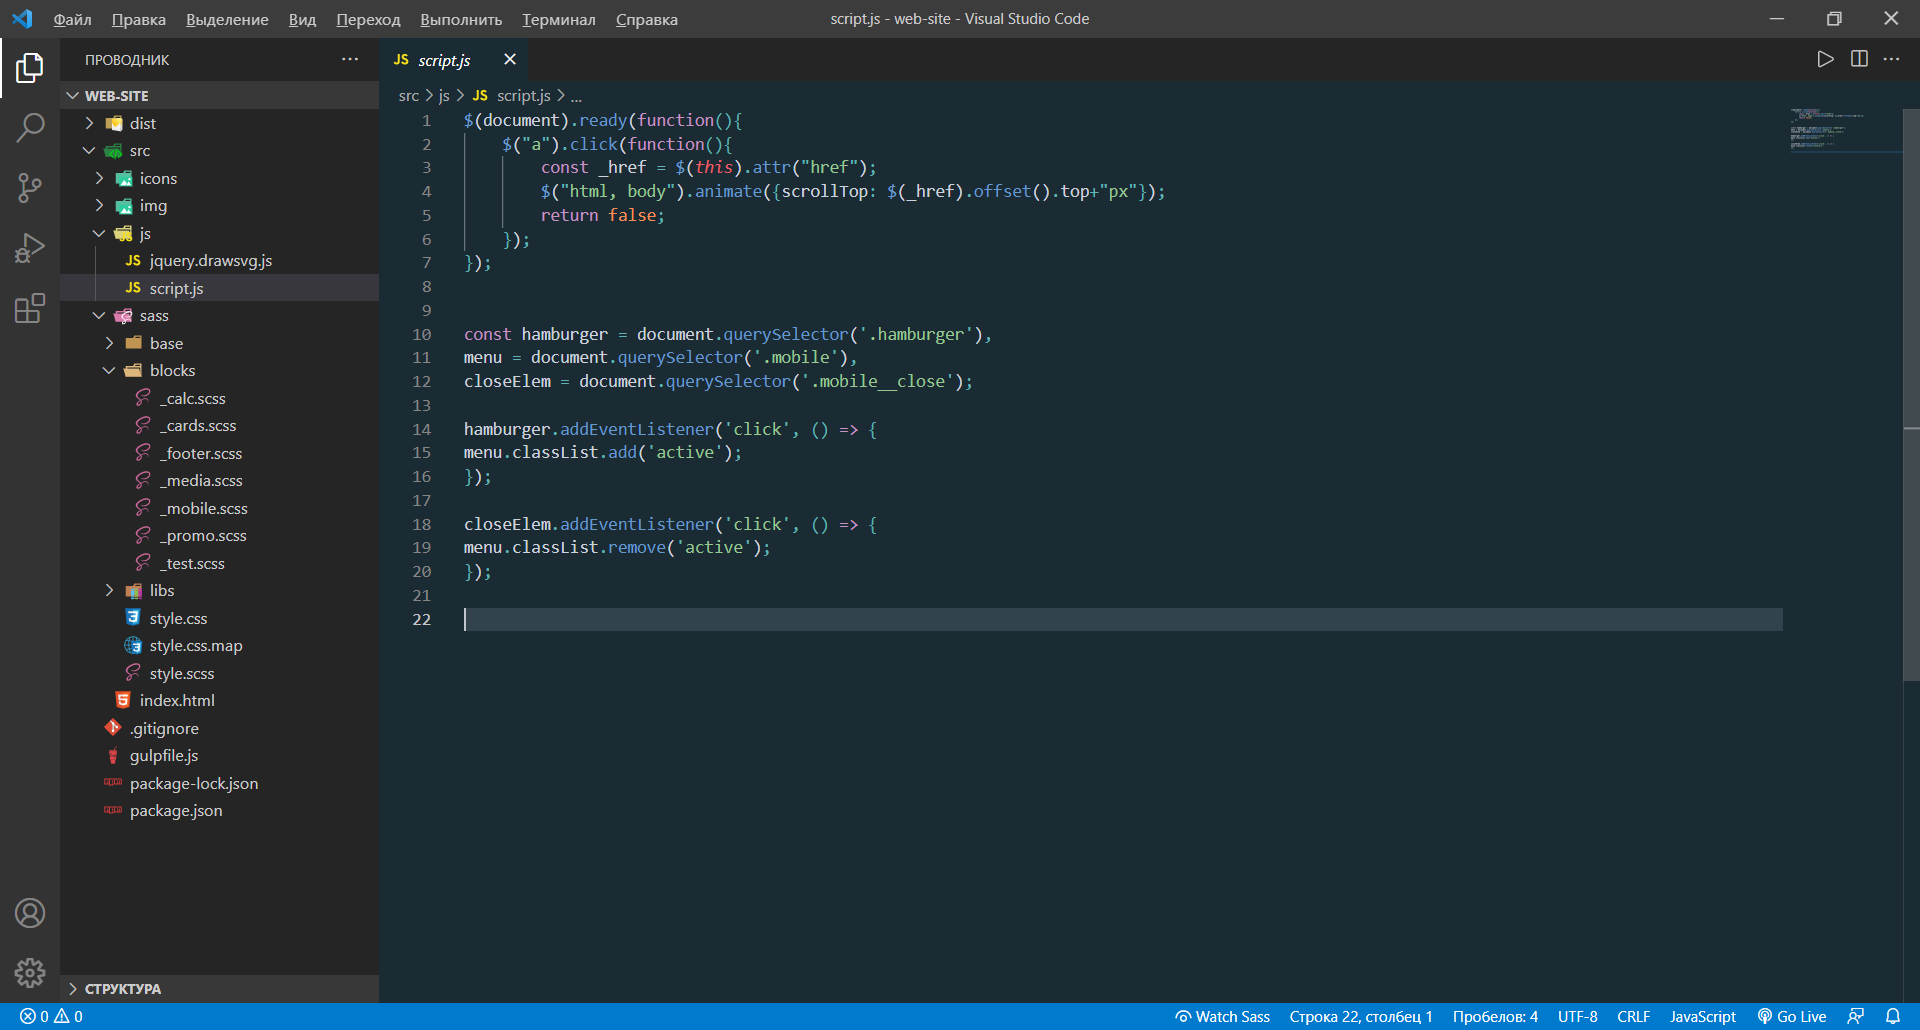 Файл Правка Выделение Вид Переход Выполнить Терминал Справка script.js - web-site - Visual Studio Code
ПРОВОДНИК
WEB-SITE
dist
src
icons
img
js
JS jquery.drawsvg.js
JS script.js
sass
base
blocks
_calc.scss
_cards.scss
_footer.scss
_media.scss
_mobile.scss
_promo.scss
_test.scss
libs
style.css
style.css.map
style.scss
index.html
.gitignore
gulpfile.js
package-lock.json
package.json
СТРУКТУРА
JS script.js
src > js > JS script.js > ...
1 $(document).ready(function(){
2 $("a").click(function(){
3 const _href = $(this).attr("href");
4 $("html, body").animate({scrollTop: $(_href).offset().top+"px"});
5 return false;
6 });
7 });
8
9
10 const hamburger = document.querySelector('.hamburger'),
11 menu = document.querySelector('.mobile'),
12 closeElem = document.querySelector('.mobile__close');
13
14 hamburger.addEventListener('click', () => {
15 menu.classList.add('active');
16 });
17
18 closeElem.addEventListener('click', () => {
19 menu.classList.remove('active');
20 });
21
22
0 0 Watch Sass Строка 22, столбец 1 Пробелов: 4 UTF-8 CRLF JavaScript Go Live